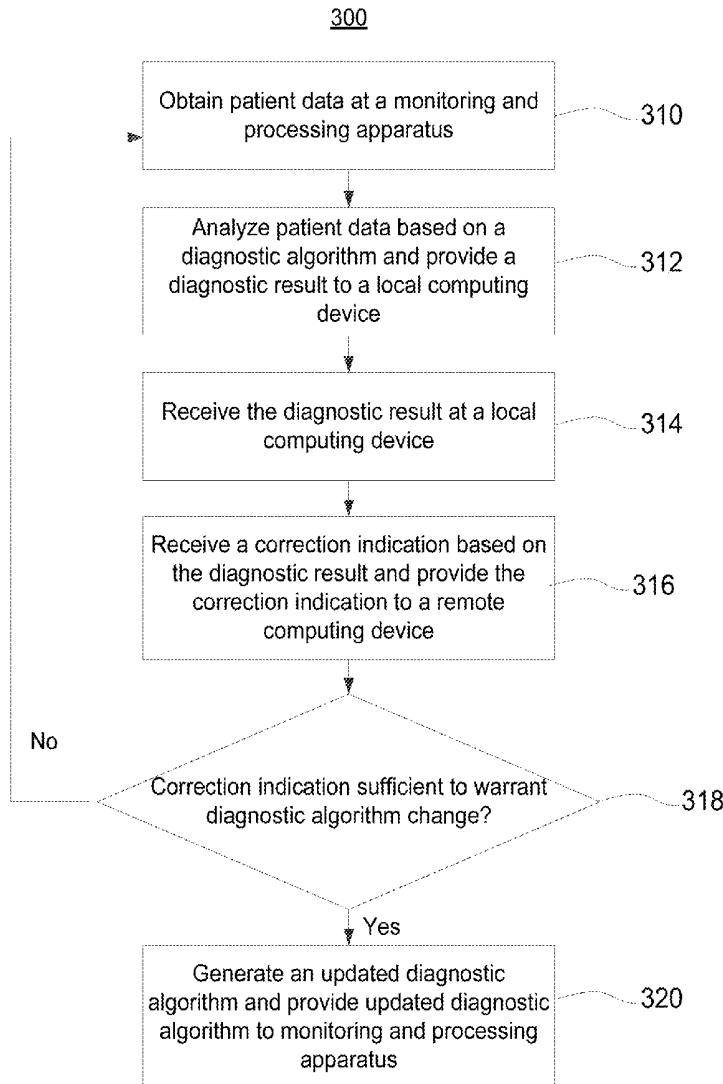 300
Obtain patient data at a monitoring and
processing apparatus
310
Analyze patient data based on a
diagnostic algorithm and provide a
diagnostic result to a local computing
device
312
Receive the diagnostic result at a local
computing device
314
Receive a correction indication based on
the diagnostic result and provide the
correction indication to a remote
computing device
316
No
Correction indication sufficient to warrant
diagnostic algorithm change?
318
Yes
Generate an updated diagnostic
algorithm and provide updated diagnostic
algorithm to monitoring and processing
apparatus
320